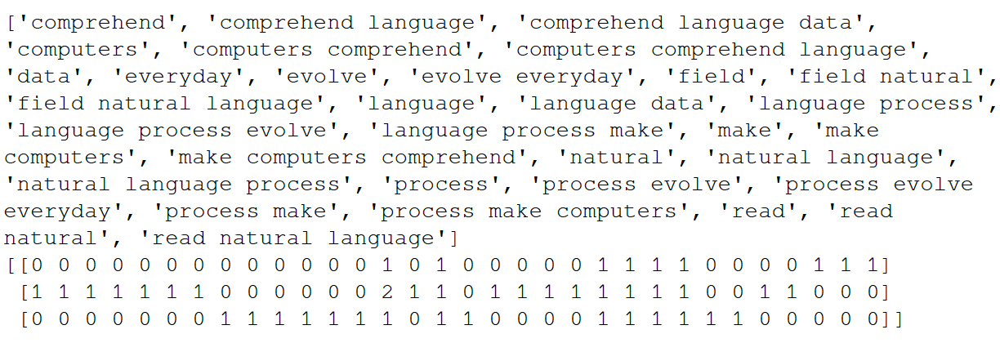 ['comprehend', 'comprehend language', 'comprehend language data',
'computers', 'computers comprehend', 'computers comprehend language',
'data', 'everyday', 'evolve', 'evolve everyday', 'field', 'field natural',
'field natural language', 'language', 'language data', 'language process',
'language process evolve', 'language process make', 'make', 'make
computers', 'make computers comprehend', 'natural', 'natural language',
'natural language process', 'process', 'process evolve', 'process evolve
everyday', 'process make', 'process make computers', 'read', 'read
natural', 'read natural language']
[[0 0 0 0 0 0 0 0 0 0 0 0 0 1 0 1 0 0 0 0 0 1 1 1 1 0 0 0 0 1 1 1]
[1 1 1 1 1 1 1 0 0 0 0 0 0 2 1 1 0 1 1 1 1 1 1 1 1 0 0 1 1 0 0 0]
[0 0 0 0 0 0 0 1 1 1 1 1 1 1 0 1 1 0 0 0 0 1 1 1 1 1 1 0 0 0 0 0]]